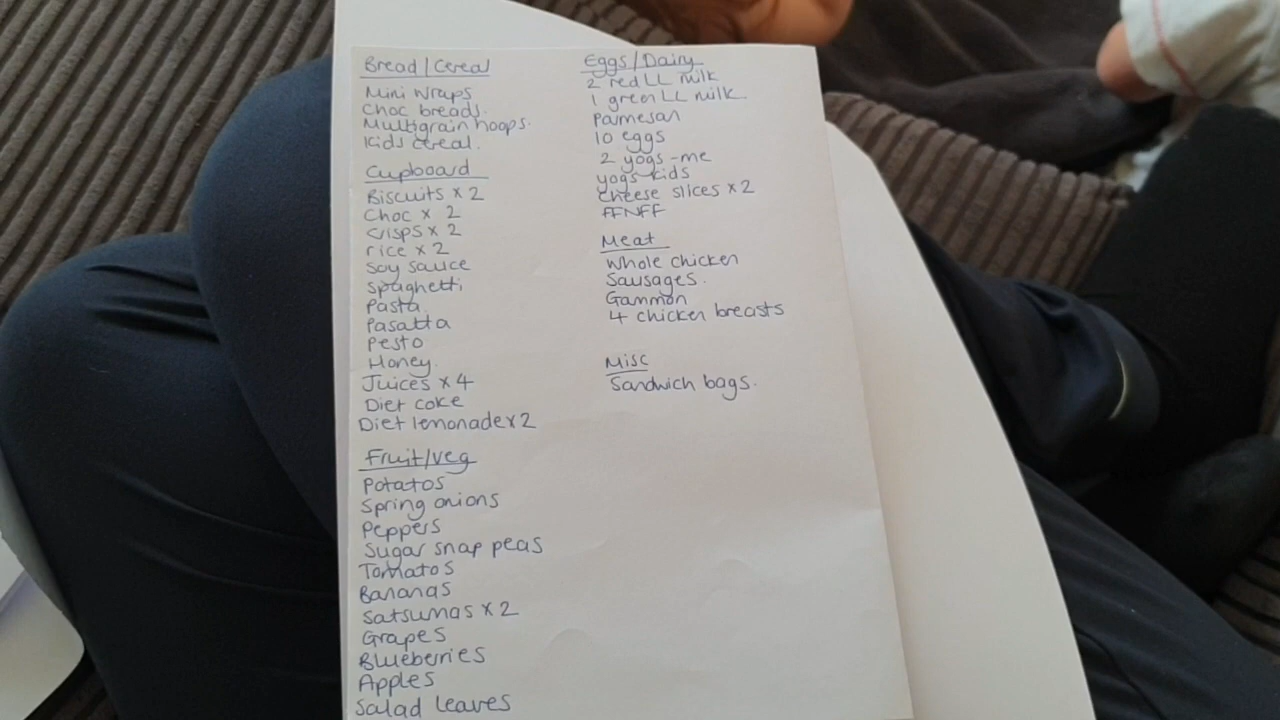 Bread/Cereal
Mini Wraps
Choc breads.
Multigrain hoops.
Kids cereal.
Cupboard
Biscuits x 2
Choc x 2
Crisps x 2
rice x 2
Soy sauce
Spaghetti
Pasta
Pasatta
Pesto
Honey.
Juices x 4
Diet coke
Diet lemonade x 2
Fruit/veg
Potatos
Spring onions
Peppers
Sugar snap peas
Tomatos
Bananas
Satsumas x 2
Grapes
Blueberries
Apples
Salad leaves
Eggs/Dairy
2 red LL milk
1 green LL milk.
Parmesan
10 eggs
2 yogs - me
yogs kids
Cheese slices x 2
FFNFF
Meat
Whole chicken
Sausages.
Gammon
4 chicken breasts
Misc
Sandwich bags.